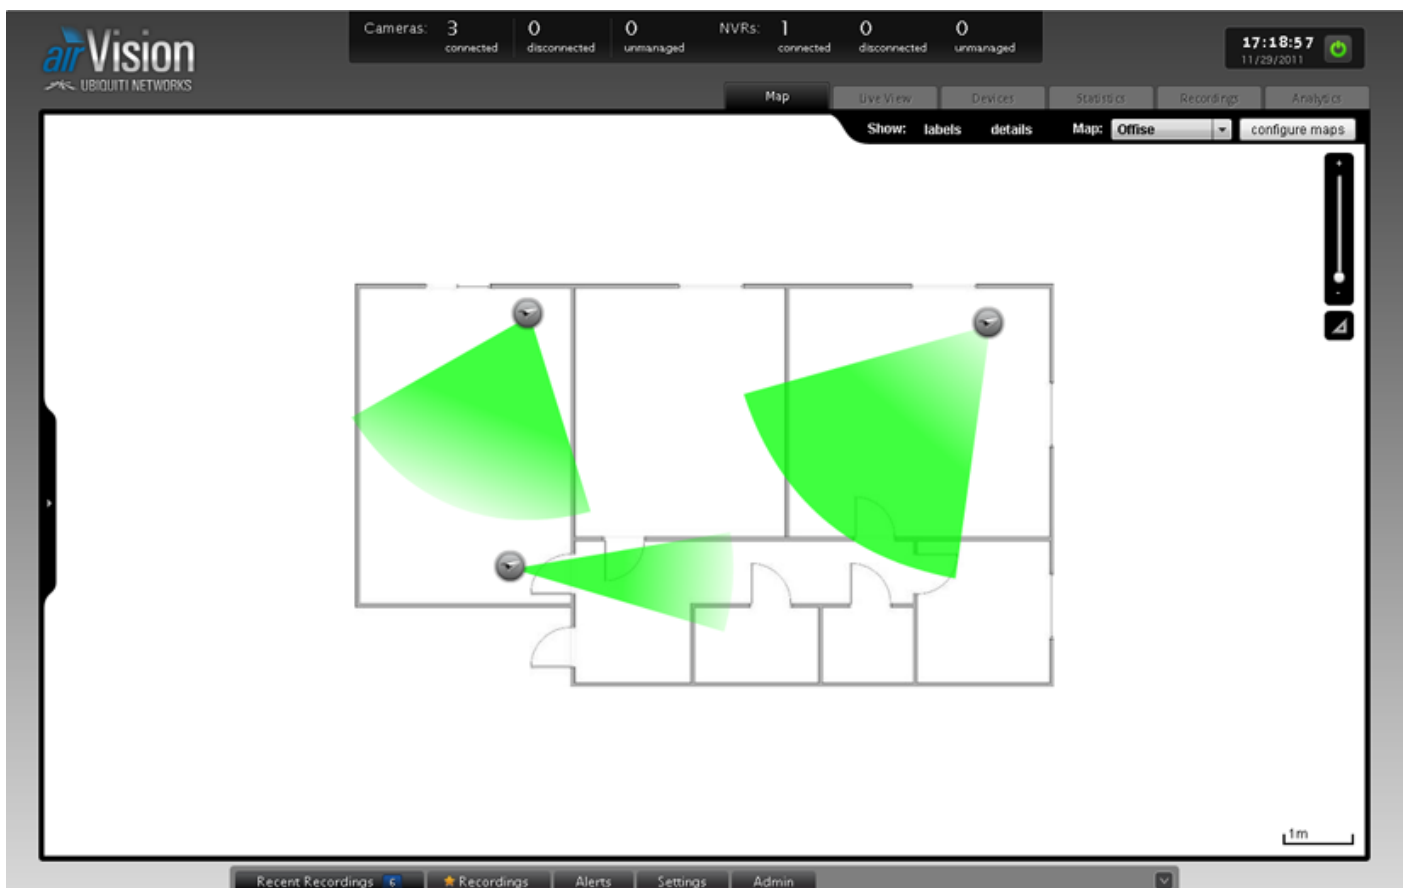 airVision
UBIQUITI NETWORKS
Cameras: 3 connected 0 disconnected 0 unmanaged NVRs: 1 connected 0 disconnected 0 unmanaged
17:18:57
11/29/2011
Map Live View Devices Statistics Recordings Analytics
Show: labels details Map: Offise configure maps
+
-
1m
Recent Recordings 6 Recordings Alerts Settings Admin